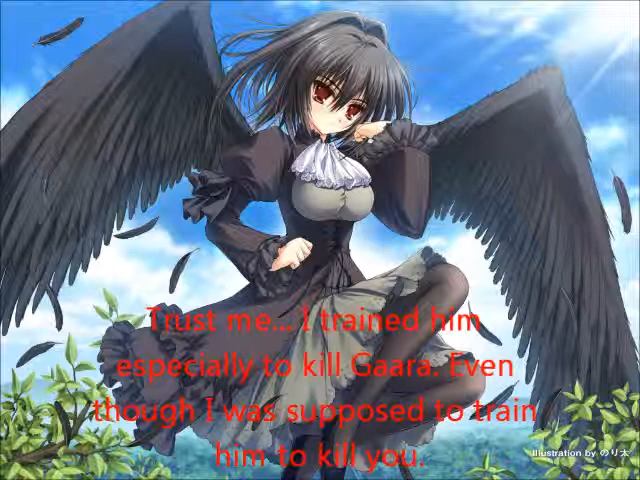 Trust me... I trained him
especially to kill Gaara. Even
though I was supposed to train
him to kill you.
Illustration by のり太